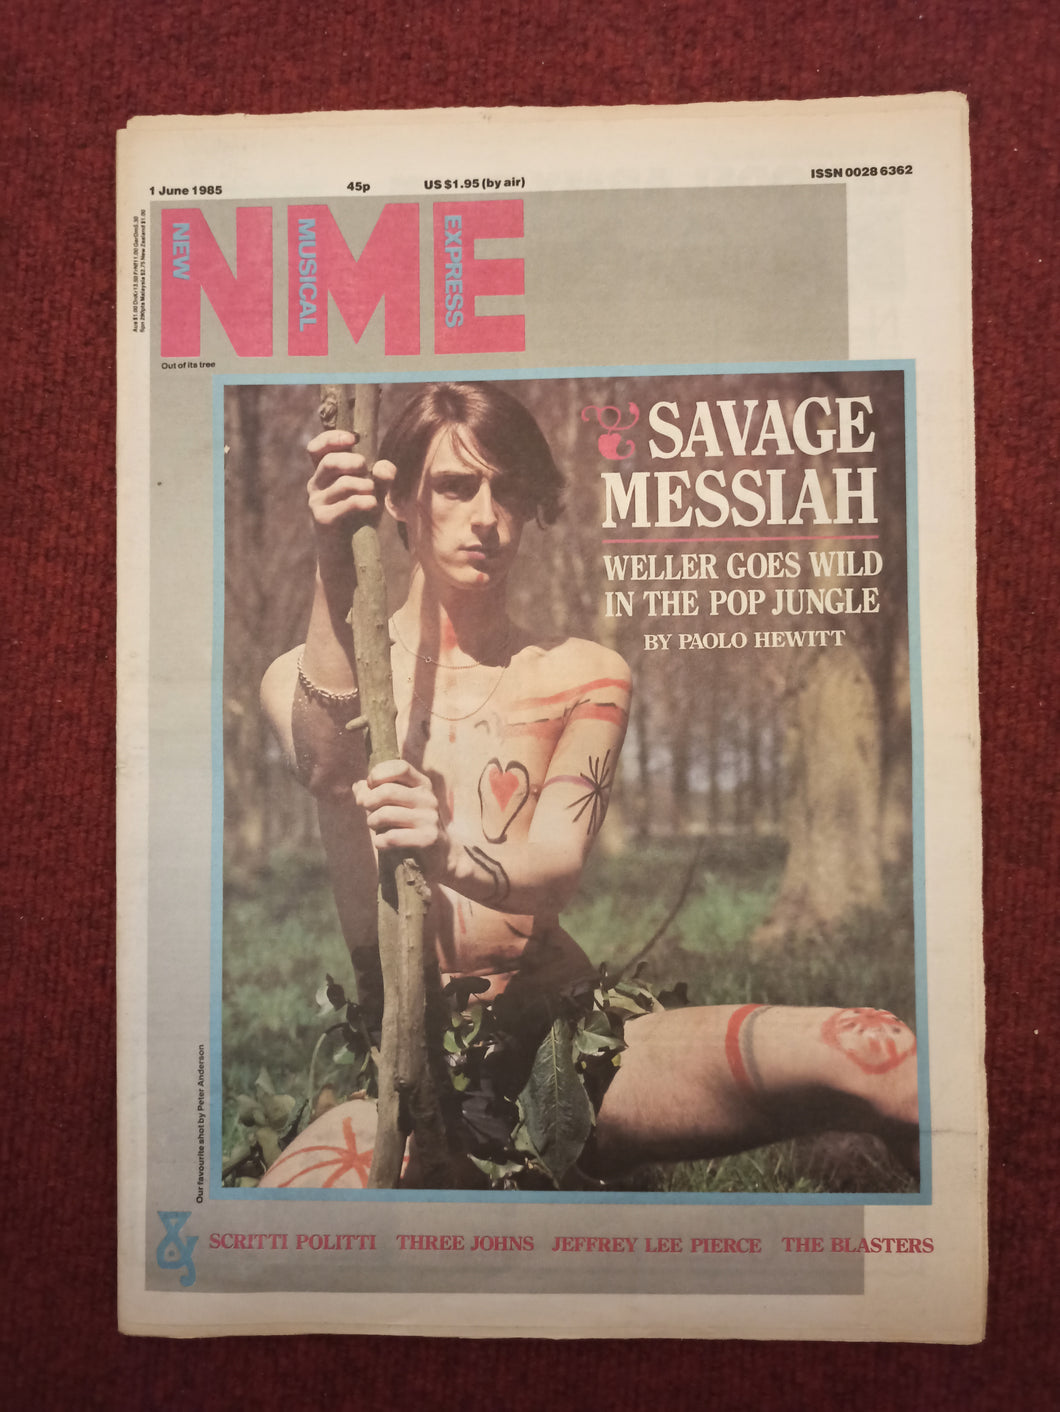 1 June 1985 45p US $1.95 (by air) ISSN 0028 6362
NME
NEW MUSICAL EXPRESS
Out of its tree
& SAVAGE
MESSIAH
WELLER GOES WILD
IN THE POP JUNGLE
BY PAOLO HEWITT
Our favourite shot by Peter Anderson
& SCRITTI POLITTI THREE JOHNS JEFFREY LEE PIERCE THE BLASTERS